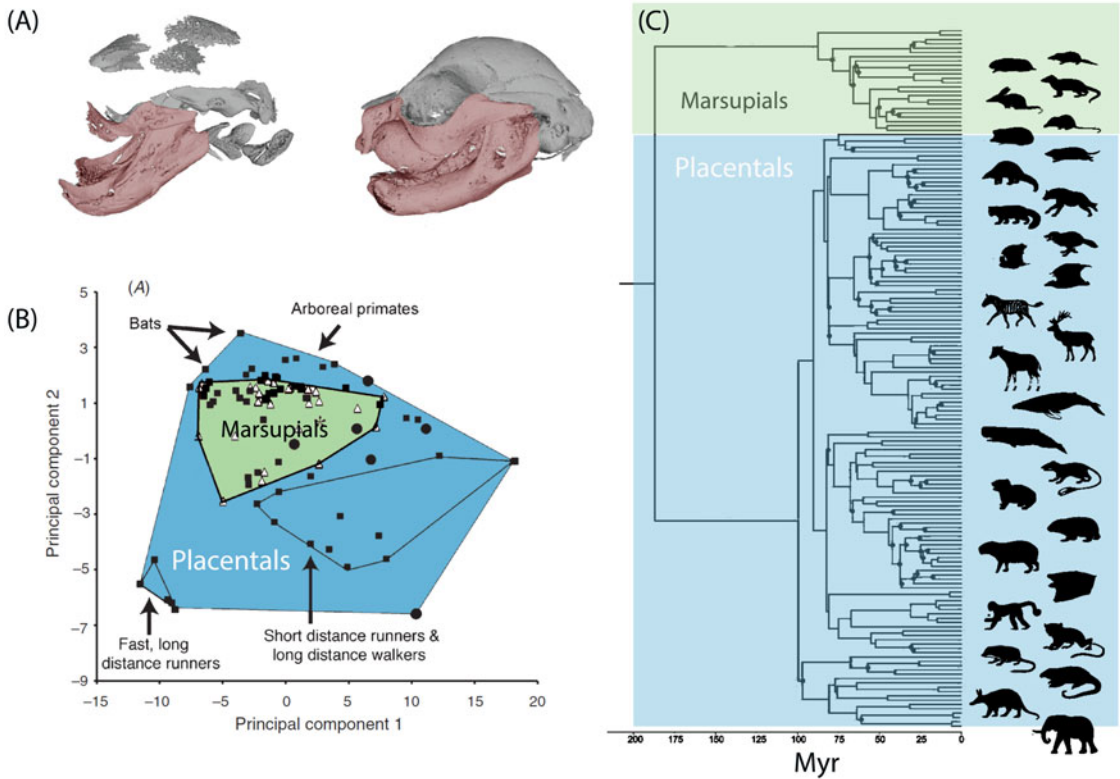 (A)
(B)
(A)
Bats
Arboreal primates
5
3
1
−1
−3
−5
−7
−9
Principal component 2
Marsupials
Placentals
Fast, long
distance runners
Short distance runners &
long distance walkers
−15
−10
−5
0
5
10
15
20
Principal component 1
(C)
Marsupials
Placentals
200
175
150
125
100
75
50
25
0
Myr